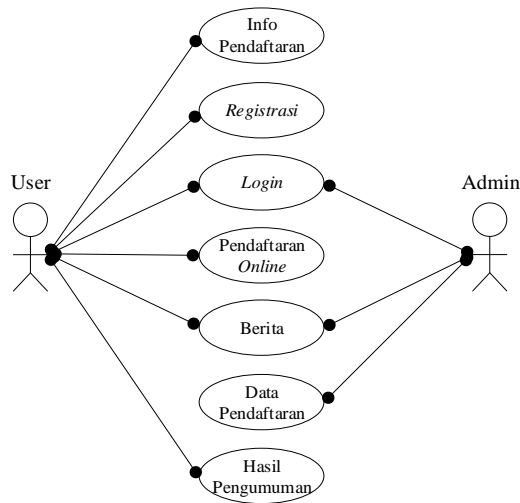 Info
Pendaftaran
Registrasi
User
Login
Admin
Pendaftaran
Online
Berita
Data
Pendaftaran
Hasil
Pengumuman